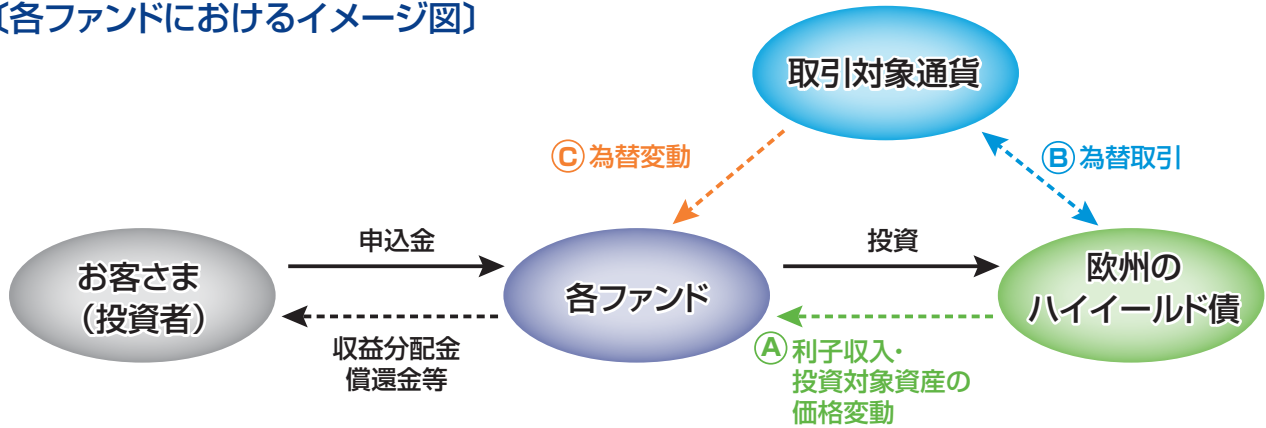 〔各ファンドにおけるイメージ図〕
取引対象通貨
Ⓒ為替変動
Ⓑ為替取引
申込金
投資
お客さま
（投資者）
各ファンド
欧州の
ハイイールド債
収益分配金
償還金等
Ⓐ利子収入・
投資対象資産の
価格変動